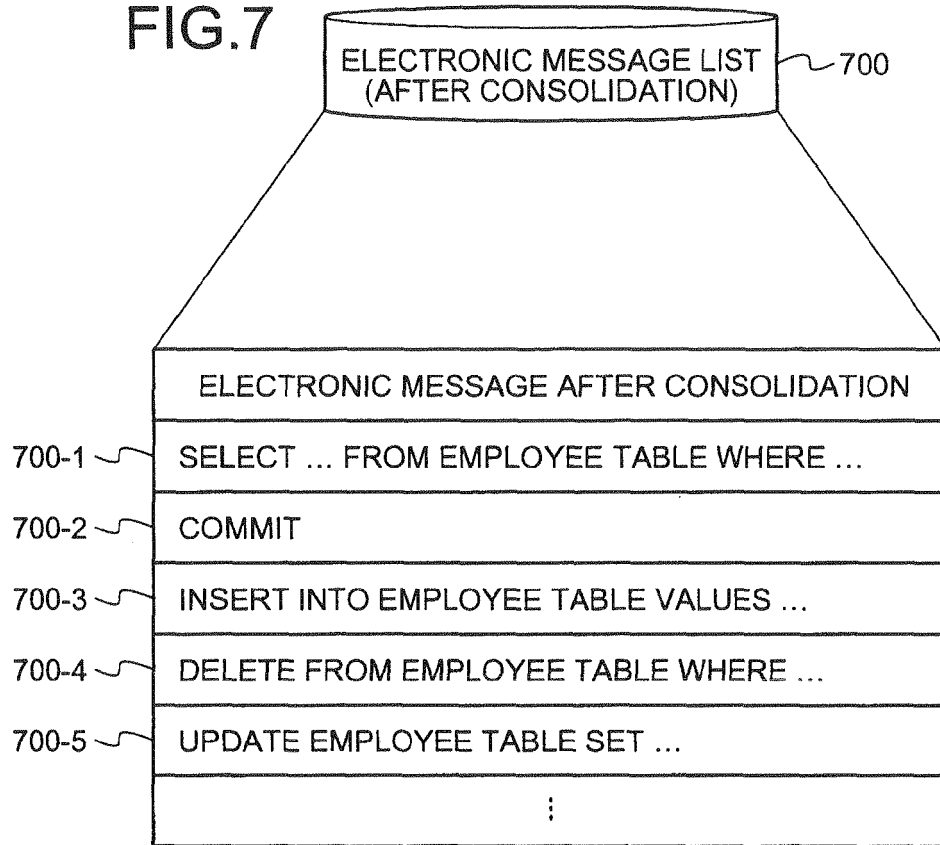 FIG.7
ELECTRONIC MESSAGE LIST
(AFTER CONSOLIDATION)
700
ELECTRONIC MESSAGE AFTER CONSOLIDATION
700-1 SELECT ... FROM EMPLOYEE TABLE WHERE ...
700-2 COMMIT
700-3 INSERT INTO EMPLOYEE TABLE VALUES ...
700-4 DELETE FROM EMPLOYEE TABLE WHERE ...
700-5 UPDATE EMPLOYEE TABLE SET ...
⋮